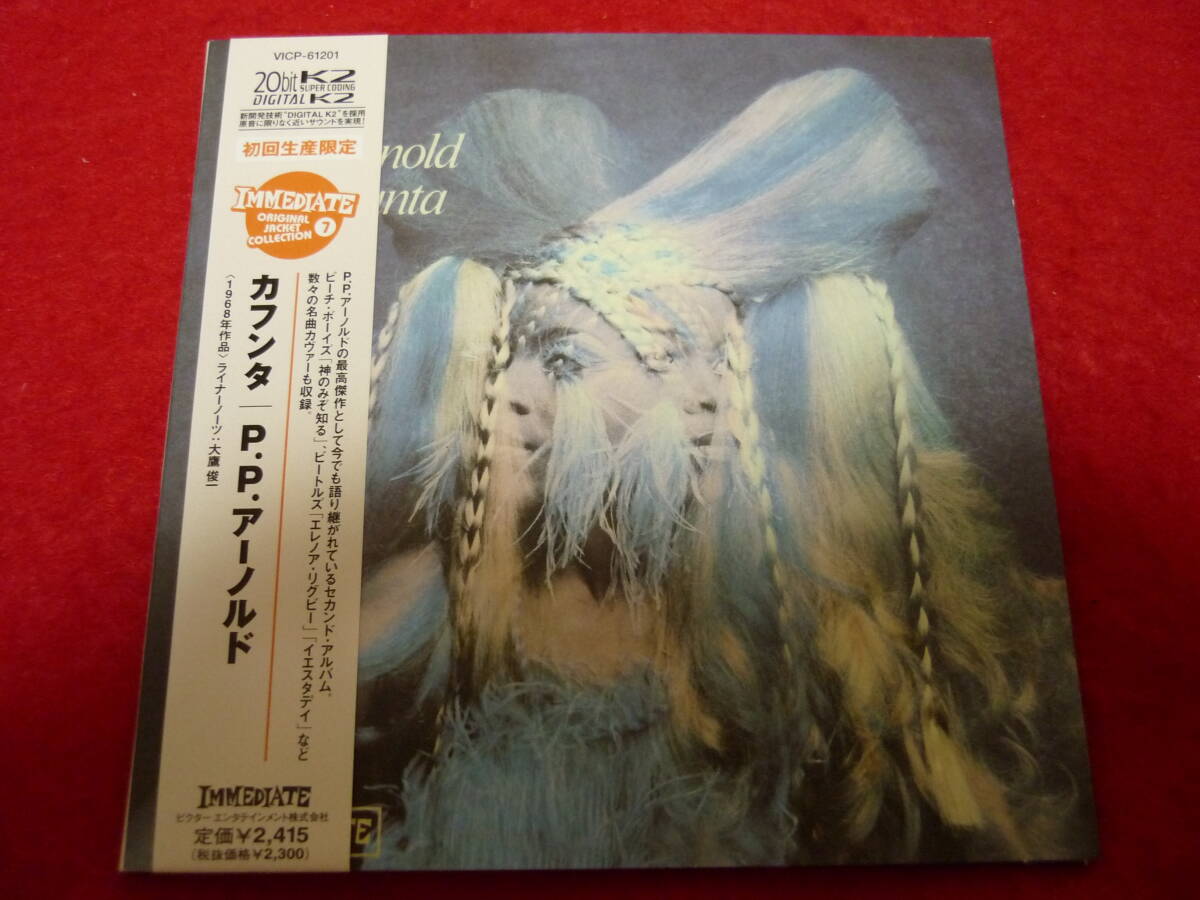 VICP-61201
20bit K2
SUPER CODING
DIGITAL K2
新開発技術"DIGITAL K2"を採用
原音に限りなく近いサウンドを実現!
初回生産限定
IMMEDIATE
ORIGINAL
JACKET
COLLECTION 7
P.P.アーノルドの最高傑作として今でも語り継がれているセカンド・アルバム。
ビーチ・ボーイズ「神のみぞ知る」、ビートルズ「エレノア・リグビー」「イエスタデイ」など
数々の名曲カヴァーも収録。
カフンタ|P.P.アーノルド
〈1968年作品〉ライナーノーツ:大鷹俊一
IMMEDIATE
ビクターエンタテインメント株式会社
定価¥2,415
(税抜価格¥2,300)
nold
unta
TE